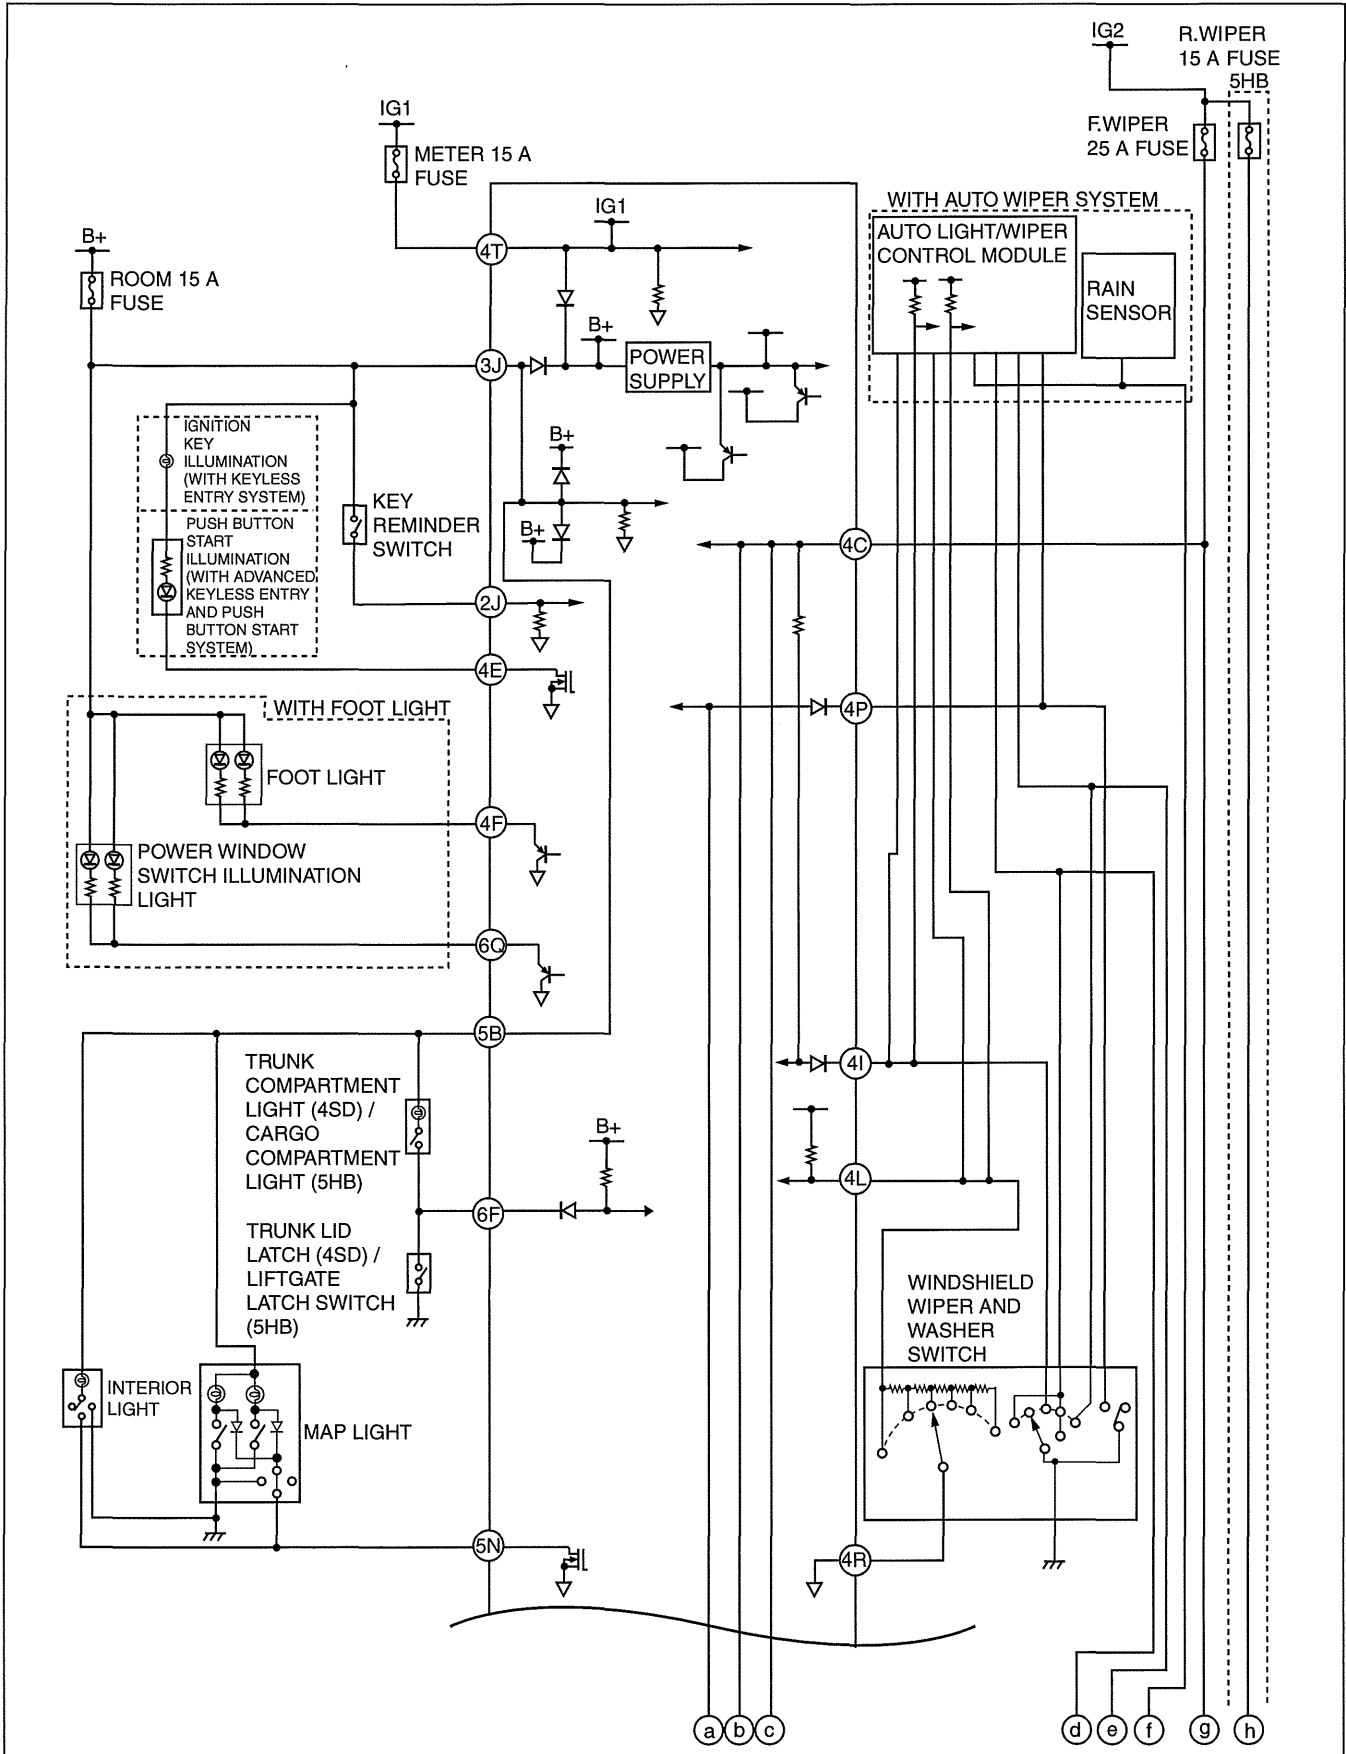 IG2
R.WIPER
15 A FUSE
5HB
IG1
F.WIPER
25 A FUSE
METER 15 A
FUSE
WITH AUTO WIPER SYSTEM
IG1
AUTO LIGHT/WIPER
CONTROL MODULE
B+
4T
ROOM 15 A
FUSE
RAIN
SENSOR
B+
3J
POWER
SUPPLY
IGNITION
KEY
ILLUMINATION
(WITH KEYLESS
ENTRY SYSTEM)
B+
KEY
REMINDER
SWITCH
PUSH BUTTON
START
ILLUMINATION
(WITH ADVANCED
KEYLESS ENTRY
AND PUSH
BUTTON START
SYSTEM)
B+
4C
2J
4E
WITH FOOT LIGHT
4P
FOOT LIGHT
4F
POWER WINDOW
SWITCH ILLUMINATION
LIGHT
6Q
5B
TRUNK
COMPARTMENT
LIGHT (4SD) /
CARGO
COMPARTMENT
LIGHT (5HB)
4I
B+
4L
6F
TRUNK LID
LATCH (4SD) /
LIFTGATE
LATCH SWITCH
(5HB)
WINDSHIELD
WIPER AND
WASHER
SWITCH
INTERIOR
LIGHT
MAP LIGHT
5N
4R
a b c d e f g h